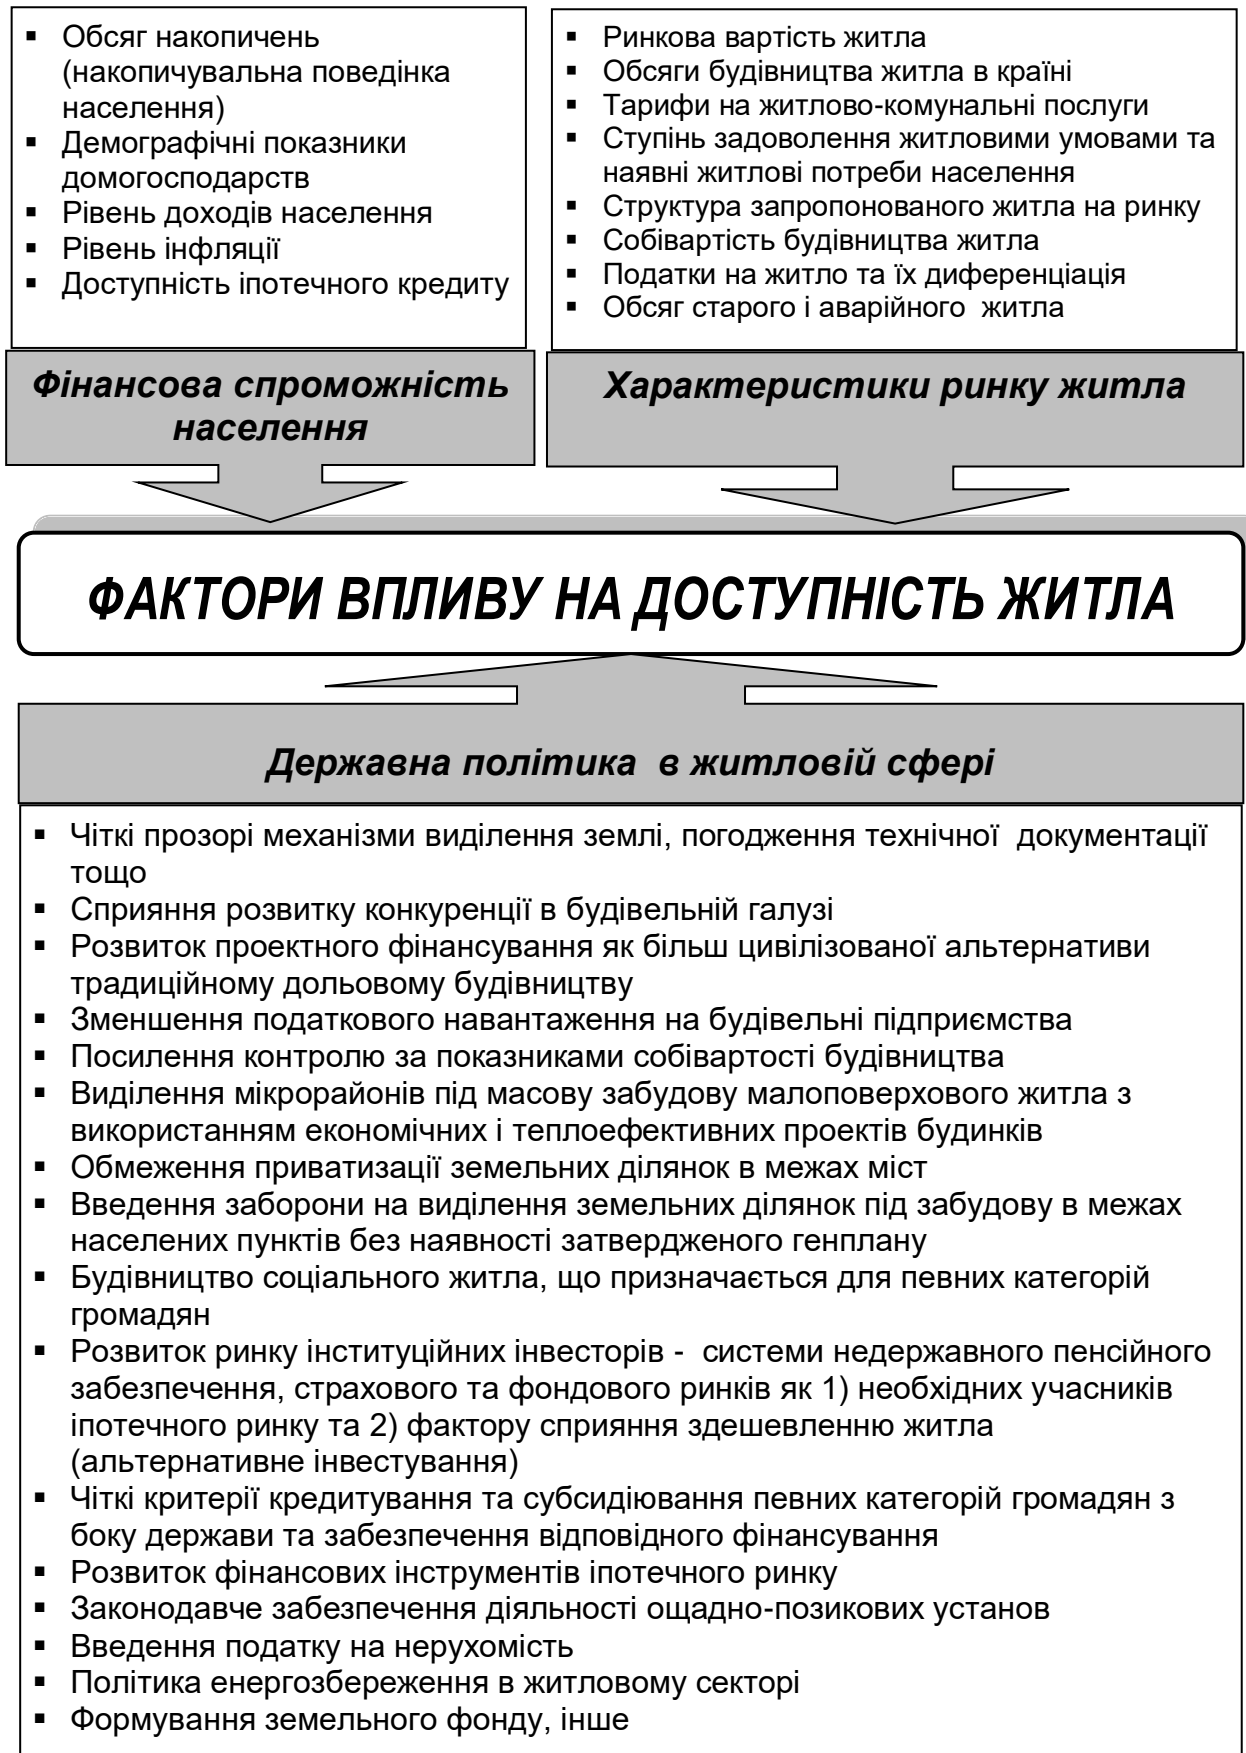 ▪ Обсяг накопичень
(накопичувальна поведінка
населення)
▪ Демографічні показники
домогосподарств
▪ Рівень доходів населення
▪ Рівень інфляції
▪ Доступність іпотечного кредиту
Фінансова спроможність
населення
▪ Ринкова вартість житла
▪ Обсяги будівництва житла в країні
▪ Тарифи на житлово-комунальні послуги
▪ Ступінь задоволення житловими умовами та
наявні житлові потреби населення
▪ Структура запропонованого житла на ринку
▪ Собівартість будівництва житла
▪ Податки на житло та їх диференціація
▪ Обсяг старого і аварійного житла
Характеристики ринку житла
ФАКТОРИ ВПЛИВУ НА ДОСТУПНІСТЬ ЖИТЛА
Державна політика в житловій сфері
▪ Чіткі прозорі механізми виділення землі, погодження технічної документації
тощо
▪ Сприяння розвитку конкуренції в будівельній галузі
▪ Розвиток проектного фінансування як більш цивілізованої альтернативи
традиційному дольовому будівництву
▪ Зменшення податкового навантаження на будівельні підприємства
▪ Посилення контролю за показниками собівартості будівництва
▪ Виділення мікрорайонів під масову забудову малоповерхового житла з
використанням економічних і теплоефективних проектів будинків
▪ Обмеження приватизації земельних ділянок в межах міст
▪ Введення заборони на виділення земельних ділянок під забудову в межах
населених пунктів без наявності затвердженого генплану
▪ Будівництво соціального житла, що призначається для певних категорій
громадян
▪ Розвиток ринку інституційних інвесторів - системи недержавного пенсійного
забезпечення, страхового та фондового ринків як 1) необхідних учасників
іпотечного ринку та 2) фактору сприяння здешевленню житла
(альтернативне інвестування)
▪ Чіткі критерії кредитування та субсидіювання певних категорій громадян з
боку держави та забезпечення відповідного фінансування
▪ Розвиток фінансових інструментів іпотечного ринку
▪ Законодавче забезпечення діяльності ощадно-позикових установ
▪ Введення податку на нерухомість
▪ Політика енергозбереження в житловому секторі
▪ Формування земельного фонду, інше